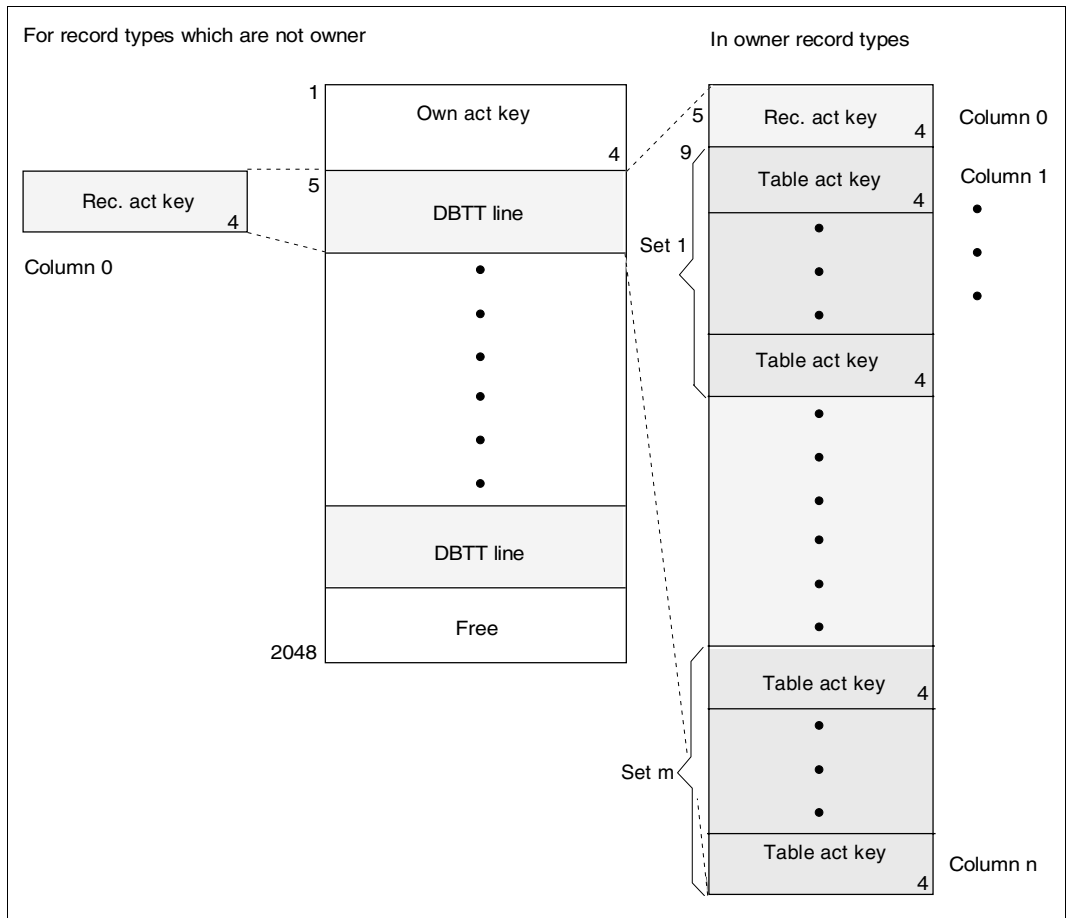 For record types which are not owner
In owner record types
1
Own act key
4
5
DBTT line
Rec. act key
4
Column 0
DBTT line
Free
2048
5
Rec. act key
4
Column 0
9
Table act key
4
Column 1
Set 1
Table act key
4
Table act key
4
Set m
Table act key
4
Column n